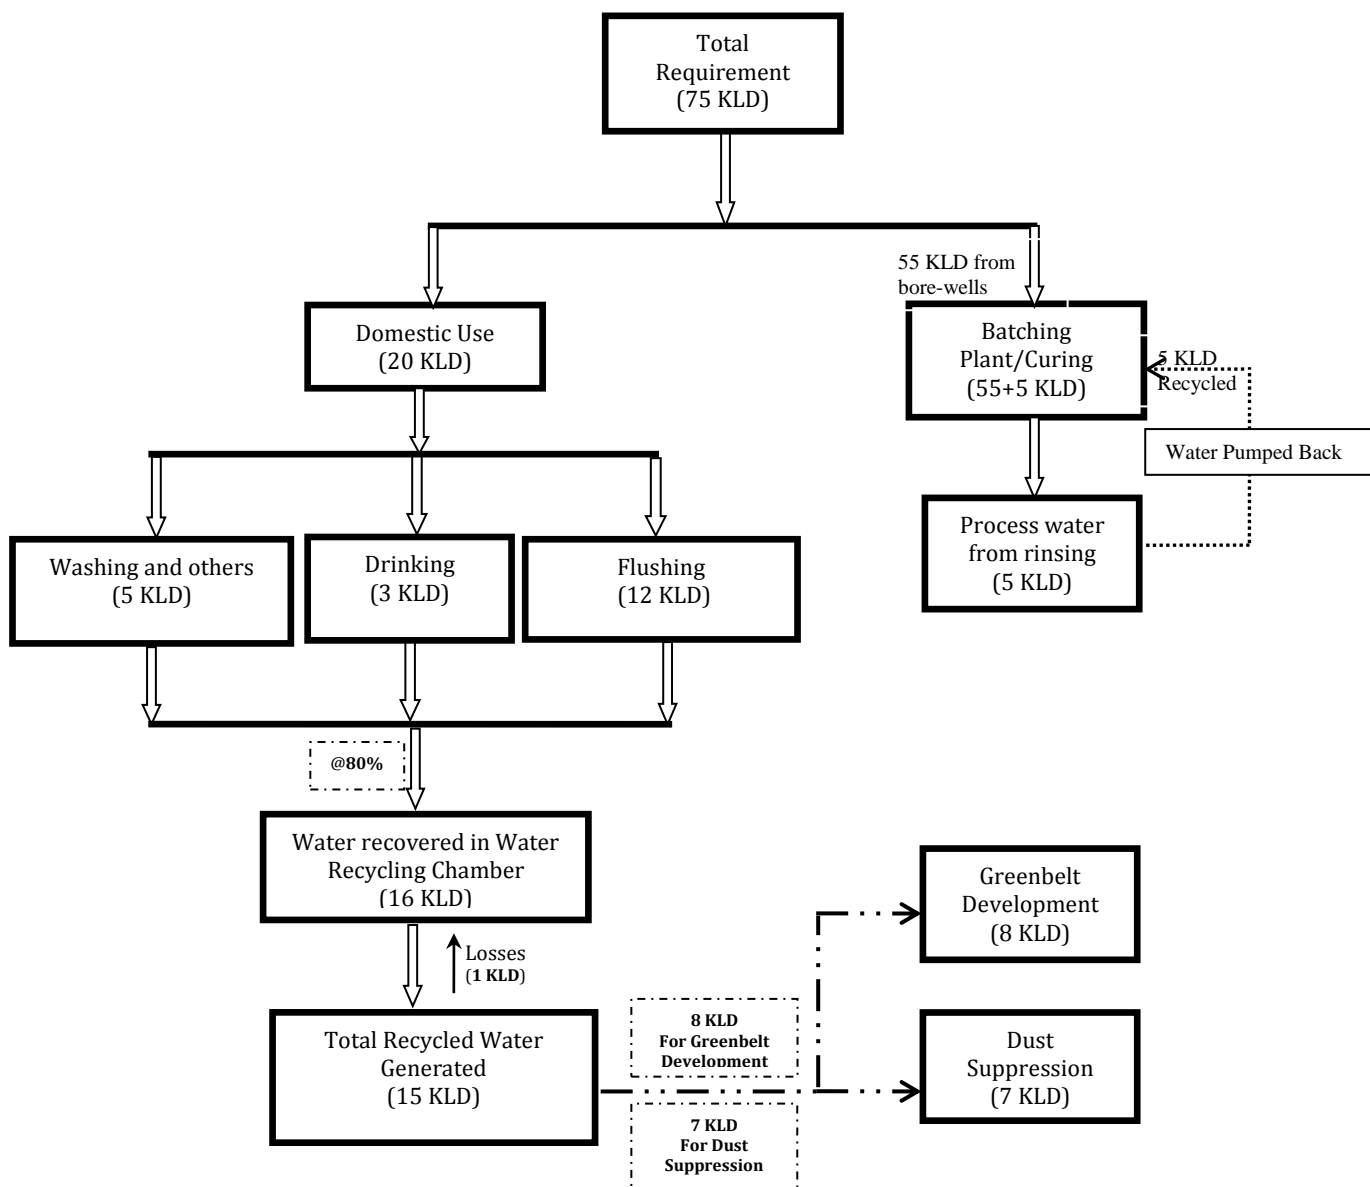 Total
Requirement
(75 KLD)
55 KLD from
bore-wells
Domestic Use
(20 KLD)
Batching
Plant/Curing
(55+5 KLD)
5 KLD
Recycled
Water Pumped Back
Process water
from rinsing
(5 KLD)
Washing and others
(5 KLD)
Drinking
(3 KLD)
Flushing
(12 KLD)
@80%
Water recovered in Water
Recycling Chamber
(16 KLD)
Losses
(1 KLD)
Total Recycled Water
Generated
(15 KLD)
8 KLD
For Greenbelt
Development
7 KLD
For Dust
Suppression
Greenbelt
Development
(8 KLD)
Dust
Suppression
(7 KLD)